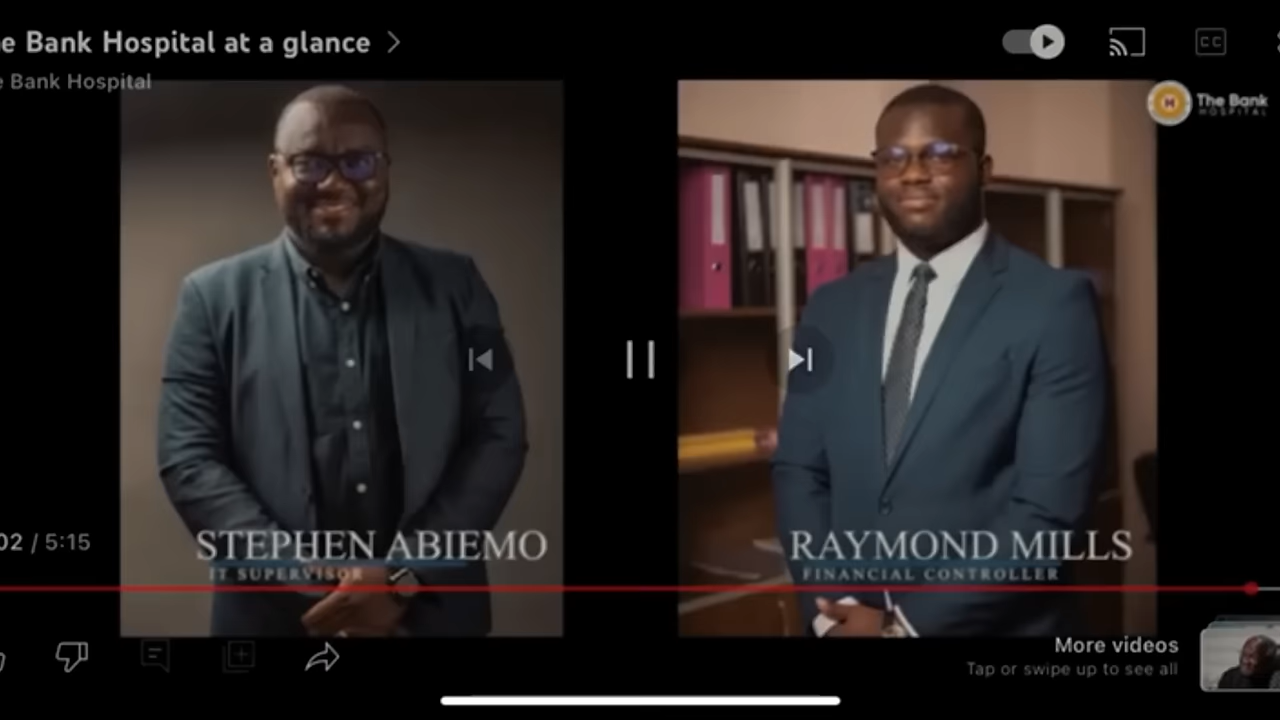 e Bank Hospital at a glance
e Bank Hospital
CC
The Bank
HOSPITAL
H
STEPHEN ABIEMO
IT SUPERVISOR
RAYMOND MILLS
FINANCIAL CONTROLLER
02 / 5:15
More videos
Tap or swipe up to see all